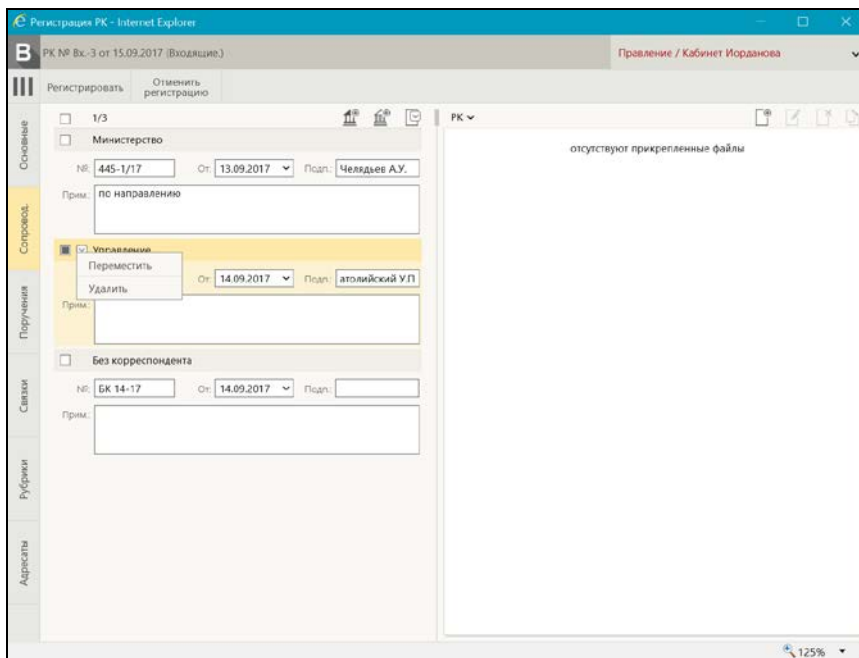 Регистрация РК - Internet Explorer
В РК № Вх.-3 от 15.09.2017 (Входящие.) Правление / Кабинет Иорданова
Регистрировать Отменить регистрацию
Основные
Сопровод.
Поручения
Связки
Рубрики
Адресаты
1/3
Министерство
№: 445-1/17 От: 13.09.2017 Подп.: Челядьев А.У.
Прим.: по направлению
Управление
Переместить
Удалить
От: 14.09.2017 Подп.: атолийский У.П
Прим.:
Без корреспондента
№: БК 14-17 От: 14.09.2017 Подп.:
Прим.:
РК
отсутствуют прикрепленные файлы
125%